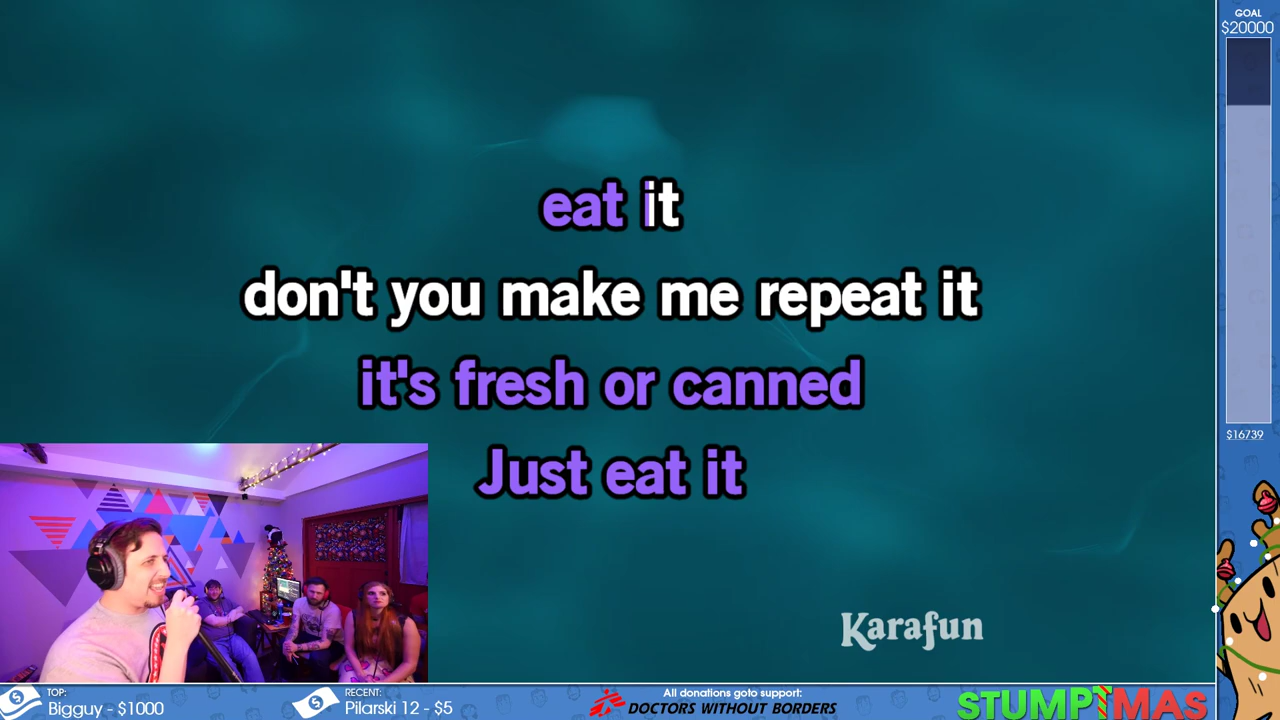 GOAL
$20000
eat it
don't you make me repeat it
it's fresh or canned
Just eat it
$16739
Karafun
TOP:
Bigguy - $1000
RECENT:
Pilarski 12 - $5
All donations goto support:
DOCTORS WITHOUT BORDERS
STUMPTMAS